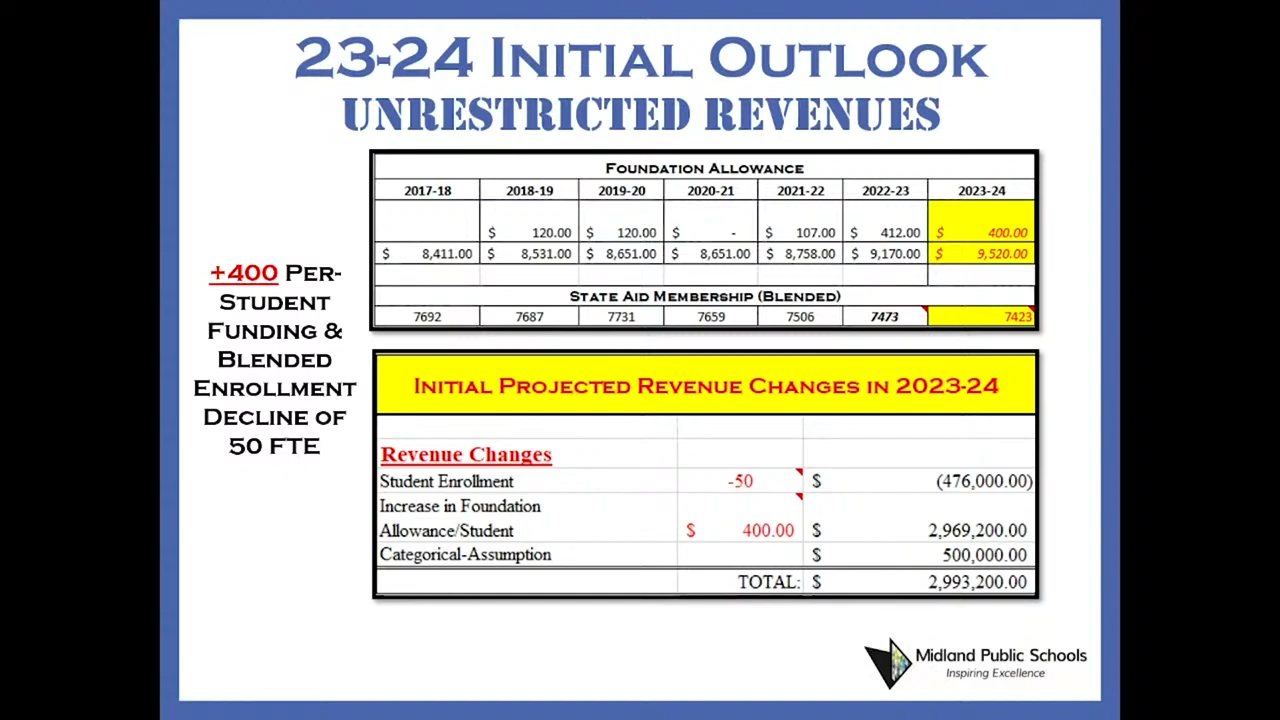 23-24 INITIAL OUTLOOK
UNRESTRICTED REVENUES
FOUNDATION ALLOWANCE
2017-18 2018-19 2019-20 2020-21 2021-22 2022-23 2023-24
$ 120.00 $ 120.00 $ - $ 107.00 $ 412.00 $ 400.00
$ 8,411.00 $ 8,531.00 $ 8,651.00 $ 8,651.00 $ 8,758.00 $ 9,170.00 $ 9,520.00
STATE AID MEMBERSHIP (BLENDED)
7692 7687 7731 7659 7506 7473 7423
+400 PER-
STUDENT
FUNDING &
BLENDED
ENROLLMENT
DECLINE OF
50 FTE
INITIAL PROJECTED REVENUE CHANGES IN 2023-24
Revenue Changes
Student Enrollment -50 $ (476,000.00)
Increase in Foundation
Allowance/Student $ 400.00 $ 2,969,200.00
Categorical-Assumption $ 500,000.00
TOTAL: $ 2,993,200.00
Midland Public Schools
Inspiring Excellence